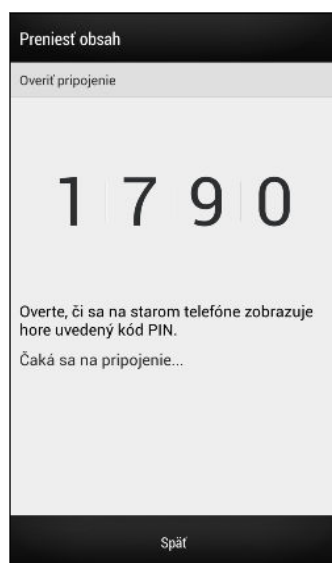 Preniesť obsah
Overiť pripojenie
1 7 9 0
Overte, či sa na starom telefóne zobrazuje
hore uvedený kód PIN.
Čaká sa na pripojenie...
Späť